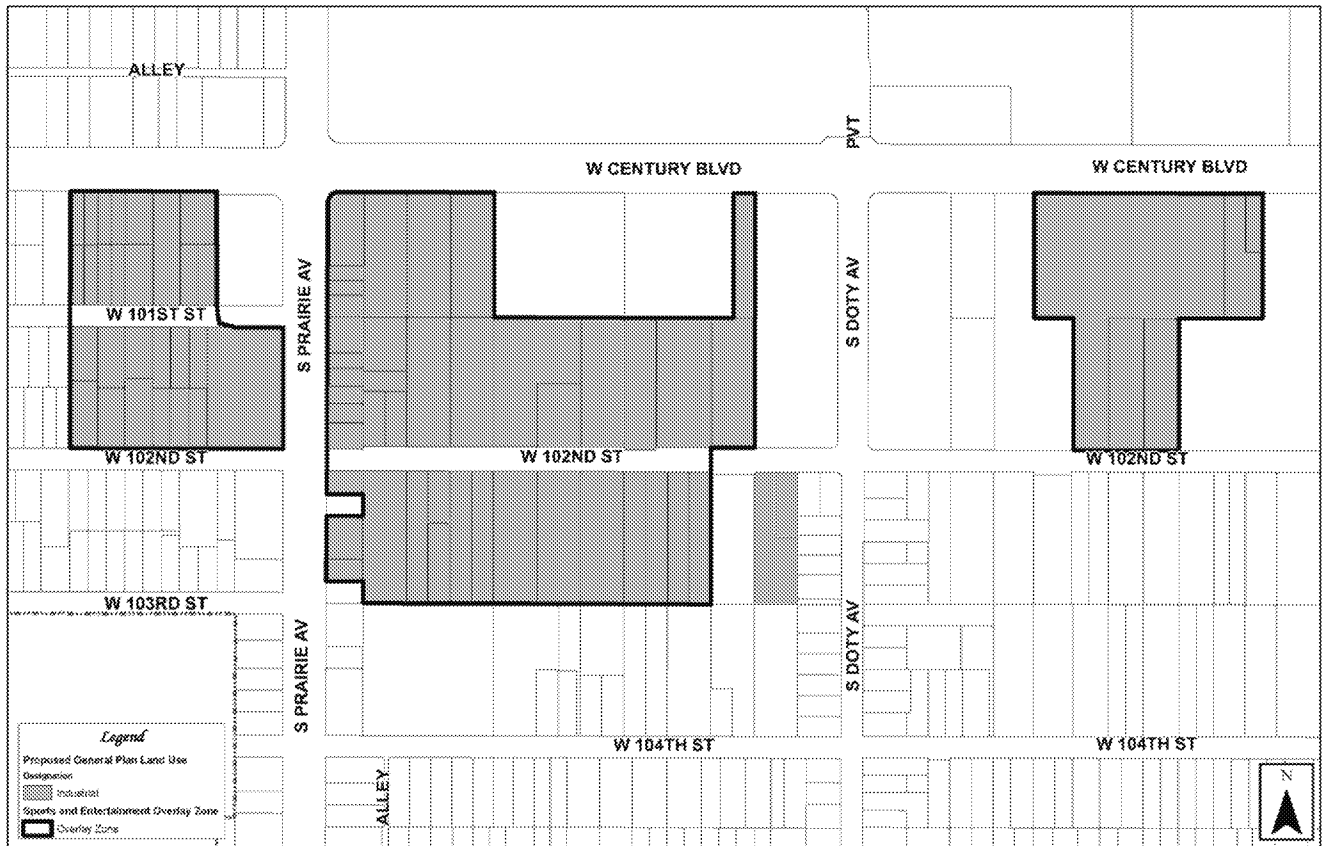 ALLEY
PVT
W CENTURY BLVD
W CENTURY BLVD
S PRAIRIE AV
S DOTY AV
W 101ST ST
W 102ND ST
W 102ND ST
W 102ND ST
W 103RD ST
S PRAIRIE AV
S DOTY AV
W 104TH ST
W 104TH ST
ALLEY
Legend
Proposed General Plan Land Use
Designation
Industrial
Sports and Entertainment Overlay Zone
Overlay Zone
N